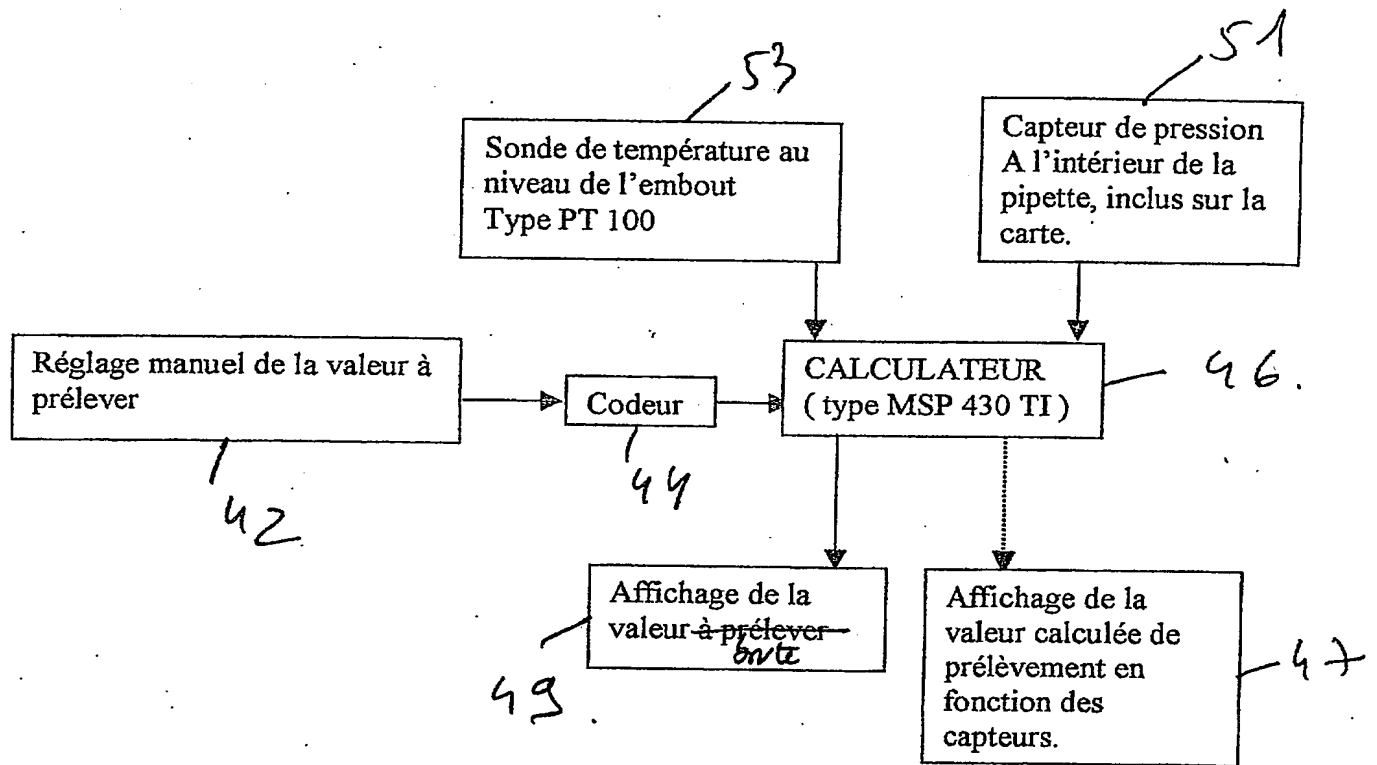 53
51
Sonde de température au
niveau de l'embout
Type PT 100
Capteur de pression
A l'intérieur de la
pipette, inclus sur la
carte.
Réglage manuel de la valeur à
prélever
Codeur
CALCULATEUR
( type MSP 430 TI )
46.
42
44
Affichage de la
valeur à prélever
brute
49.
Affichage de la
valeur calculée de
prélèvement en
fonction des
capteurs.
47